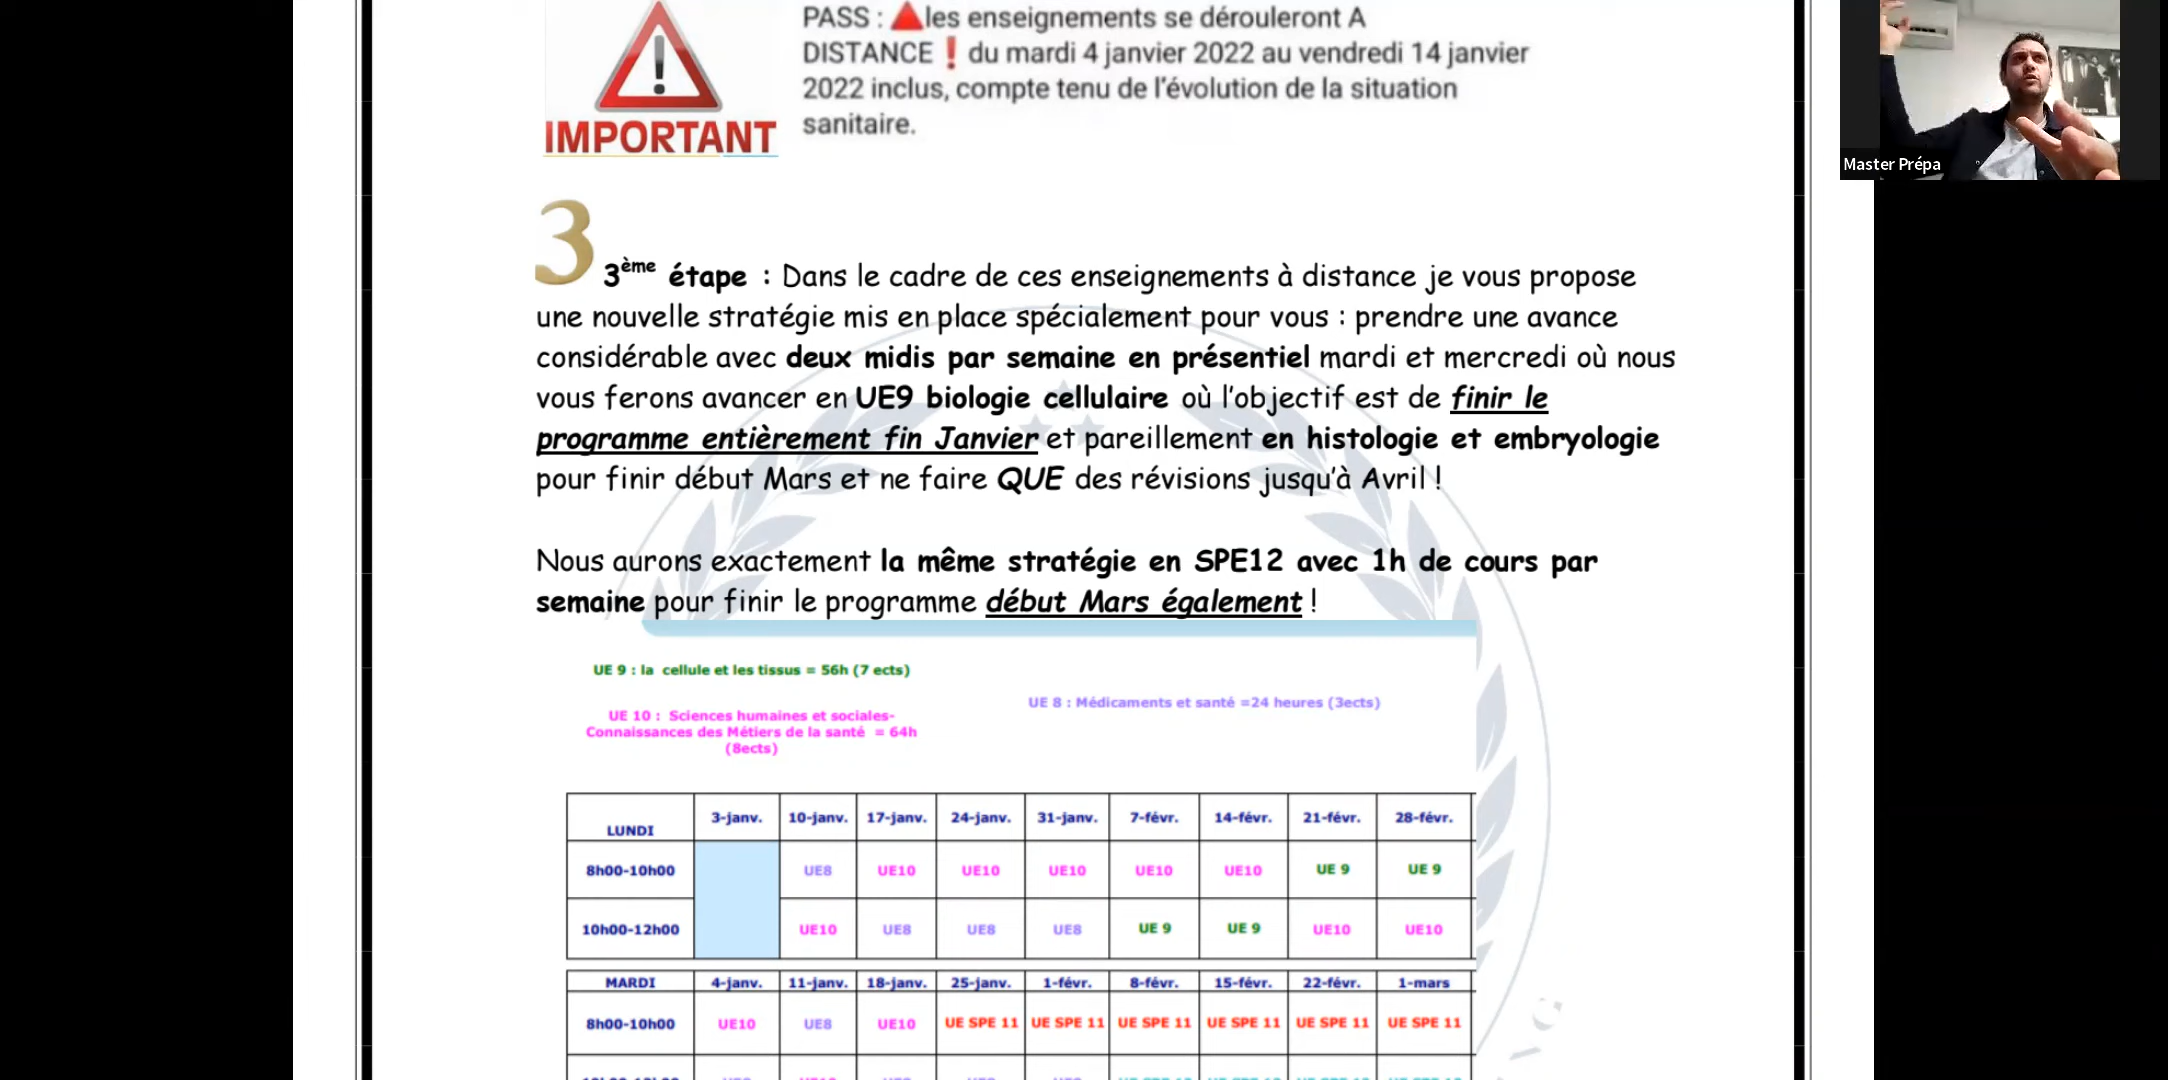 PASS : les enseignements se dérouleront A
DISTANCE ! du mardi 4 janvier 2022 au vendredi 14 janvier
2022 inclus, compte tenu de l'évolution de la situation
sanitaire.
IMPORTANT
Master Prépa
3
3ème étape : Dans le cadre de ces enseignements à distance je vous propose
une nouvelle stratégie mis en place spécialement pour vous : prendre une avance
considérable avec deux midis par semaine en présentiel mardi et mercredi où nous
vous ferons avancer en UE9 biologie cellulaire où l'objectif est de finir le
programme entièrement fin Janvier et pareillement en histologie et embryologie
pour finir début Mars et ne faire QUE des révisions jusqu'à Avril !
Nous aurons exactement la même stratégie en SPE12 avec 1h de cours par
semaine pour finir le programme début Mars également !
UE 9 : la cellule et les tissus = 56h (7 ects)
UE 8 : Médicaments et santé =24 heures (3ects)
UE 10 : Sciences humaines et sociales-
Connaissances des Métiers de la santé = 64h
(8ects)
LUNDI 3-janv. 10-janv. 17-janv. 24-janv. 31-janv. 7-févr. 14-févr. 21-févr. 28-févr.
8h00-10h00 UE8 UE10 UE10 UE10 UE10 UE10 UE 9 UE 9
10h00-12h00 UE10 UE8 UE8 UE8 UE 9 UE 9 UE10 UE10
MARDI 4-janv. 11-janv. 18-janv. 25-janv. 1-févr. 8-févr. 15-févr. 22-févr. 1-mars
8h00-10h00 UE10 UE8 UE10 UE SPE 11 UE SPE 11 UE SPE 11 UE SPE 11 UE SPE 11 UE SPE 11